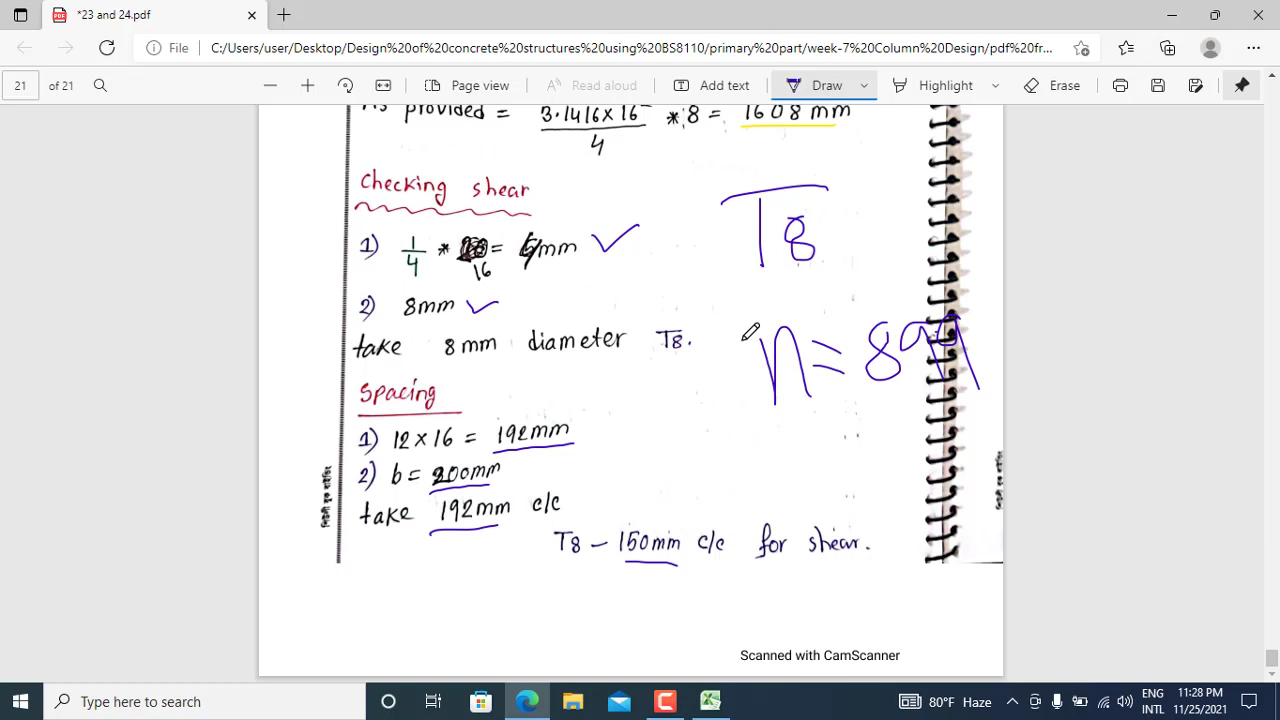 *23 and 24.pdf
File C:/Users/user/Desktop/Design%20of%20concrete%20structures%20using%20BS8110/primary%20part/week-7%20Column%20Design/pdf%20fr...
21 of 21 Page view Read aloud Add text Draw Highlight Erase Share
As provided = 3.1416×16² / 4 * 8 = 1608 mm
Checking shear
1) 1/4 * 16 = mm
T8
2) 8mm
take 8mm diameter T8.
n = 899
Spacing
1) 12 × 16 = 192mm
2) b = 200mm
take 192mm c/c
T8 - 150mm c/c for shear.
Scanned with CamScanner
Type here to search
80°F Haze
ENG
INTL
11:28 PM
11/25/2021